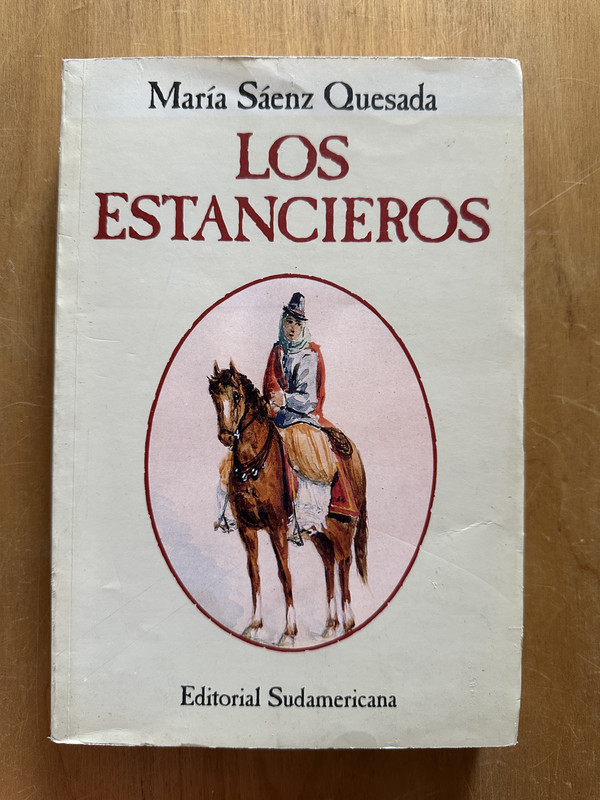 María Sáenz Quesada
LOS
ESTANCIEROS
Editorial Sudamericana